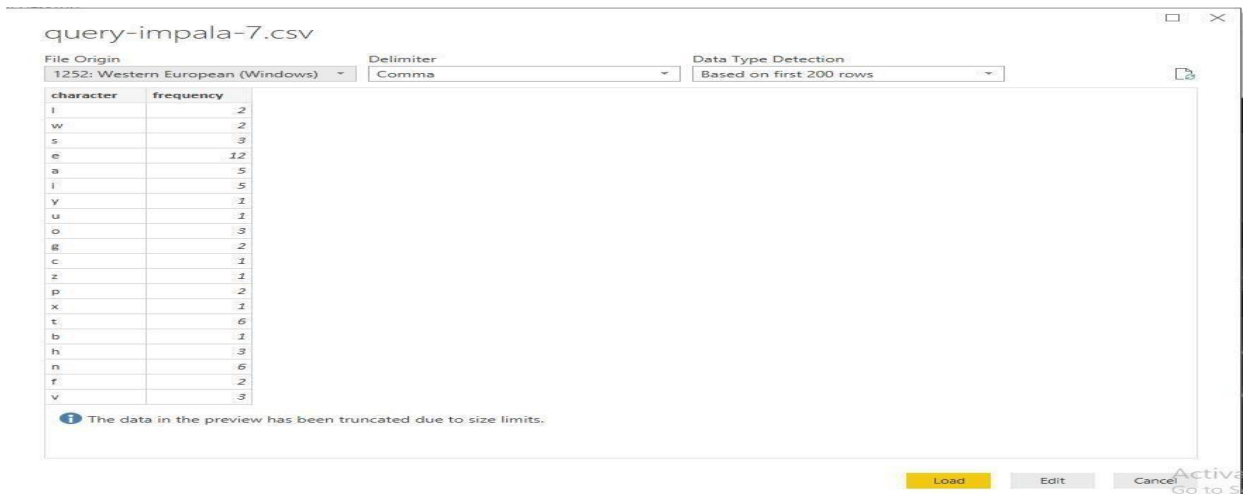 query-impala-7.csv
File Origin Delimiter Data Type Detection
1252: Western European (Windows) Comma Based on first 200 rows
character frequency
l 2
w 2
s 3
e 12
a 5
i 5
y 1
u 1
o 3
g 2
c 1
z 1
p 2
x 1
t 6
b 1
h 3
n 6
f 2
v 3
The data in the preview has been truncated due to size limits.
Load Edit Cancel
Activa
Go to S